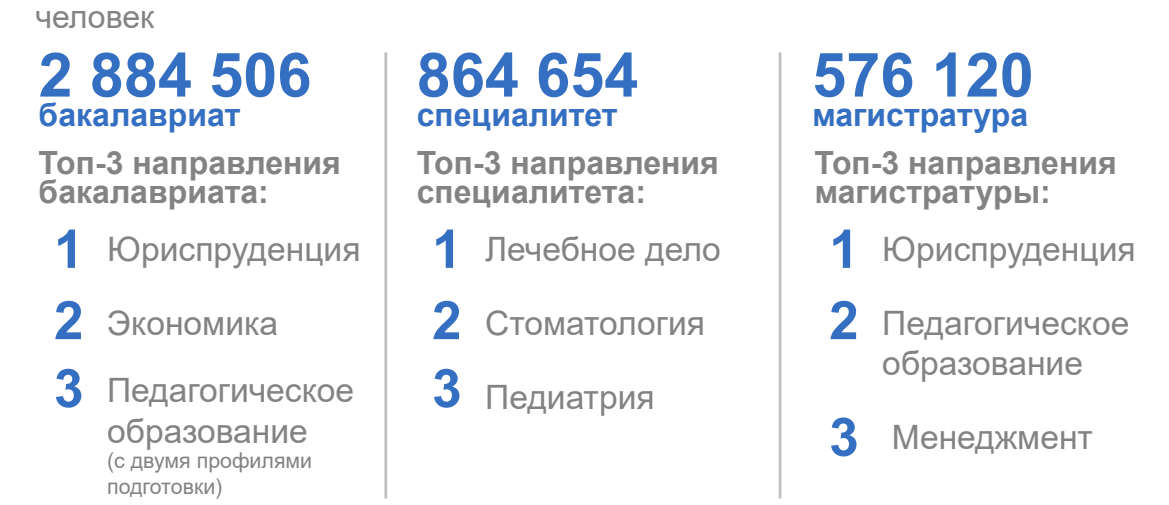 человек
2 884 506
бакалавриат
Топ-3 направления
бакалавриата:
1 Юриспруденция
2 Экономика
3 Педагогическое
образование
(с двумя профилями
подготовки)
864 654
специалитет
Топ-3 направления
специалитета:
1 Лечебное дело
2 Стоматология
3 Педиатрия
576 120
магистратура
Топ-3 направления
магистратуры:
1 Юриспруденция
2 Педагогическое
образование
3 Менеджмент